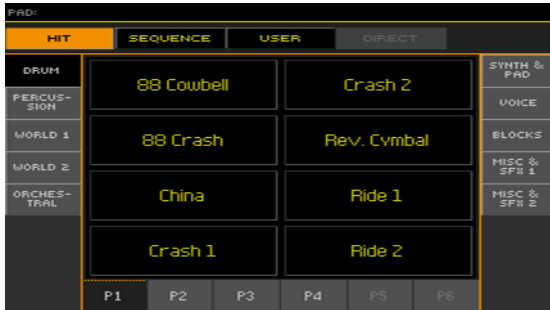 PAD:
HIT SEQUENCE USER DIRECT
DRUM
PERCUS-
SION
WORLD 1
WORLD 2
ORCHES-
TRAL
88 Cowbell Crash 2
88 Crash Rev. Cymbal
China Ride 1
Crash 1 Ride 2
SYNTH &
PAD
VOICE
BLOCKS
MISC &
SFX 1
MISC &
SFX 2
P1 P2 P3 P4 P5 P6